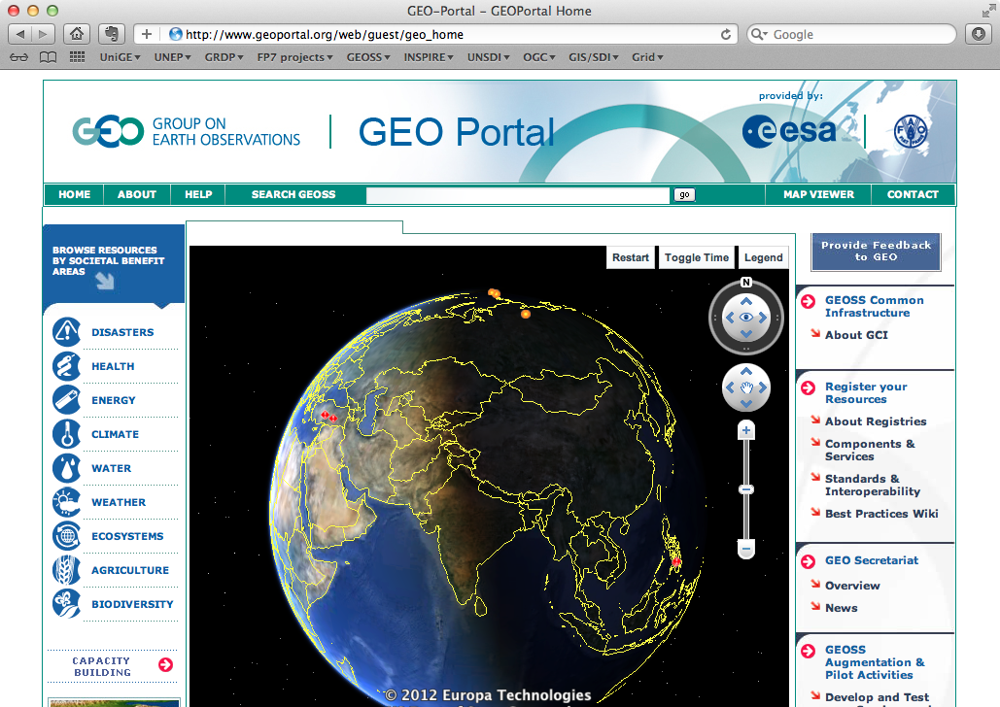 GEO-Portal - GEOPortal Home
http://www.geoportal.org/web/guest/geo_home
Google
UniGE
UNEP
GRDP
FP7 projects
GEOSS
INSPIRE
UNSDI
OGC
GIS/SDI
Grid
GEO
GROUP ON
EARTH OBSERVATIONS
GEO Portal
provided by:
esa
HOME
ABOUT
HELP
SEARCH GEOSS
go
MAP VIEWER
CONTACT
BROWSE RESOURCES
BY SOCIETAL BENEFIT
AREAS
DISASTERS
HEALTH
ENERGY
CLIMATE
WATER
WEATHER
ECOSYSTEMS
AGRICULTURE
BIODIVERSITY
CAPACITY
BUILDING
Restart
Toggle Time
Legend
N
© 2012 Europa Technologies
Provide Feedback
to GEO
GEOSS Common
Infrastructure
About GCI
Register your
Resources
About Registries
Components &
Services
Standards &
Interoperability
Best Practices Wiki
GEO Secretariat
Overview
News
GEOSS
Augmentation &
Pilot Activities
Develop and Test